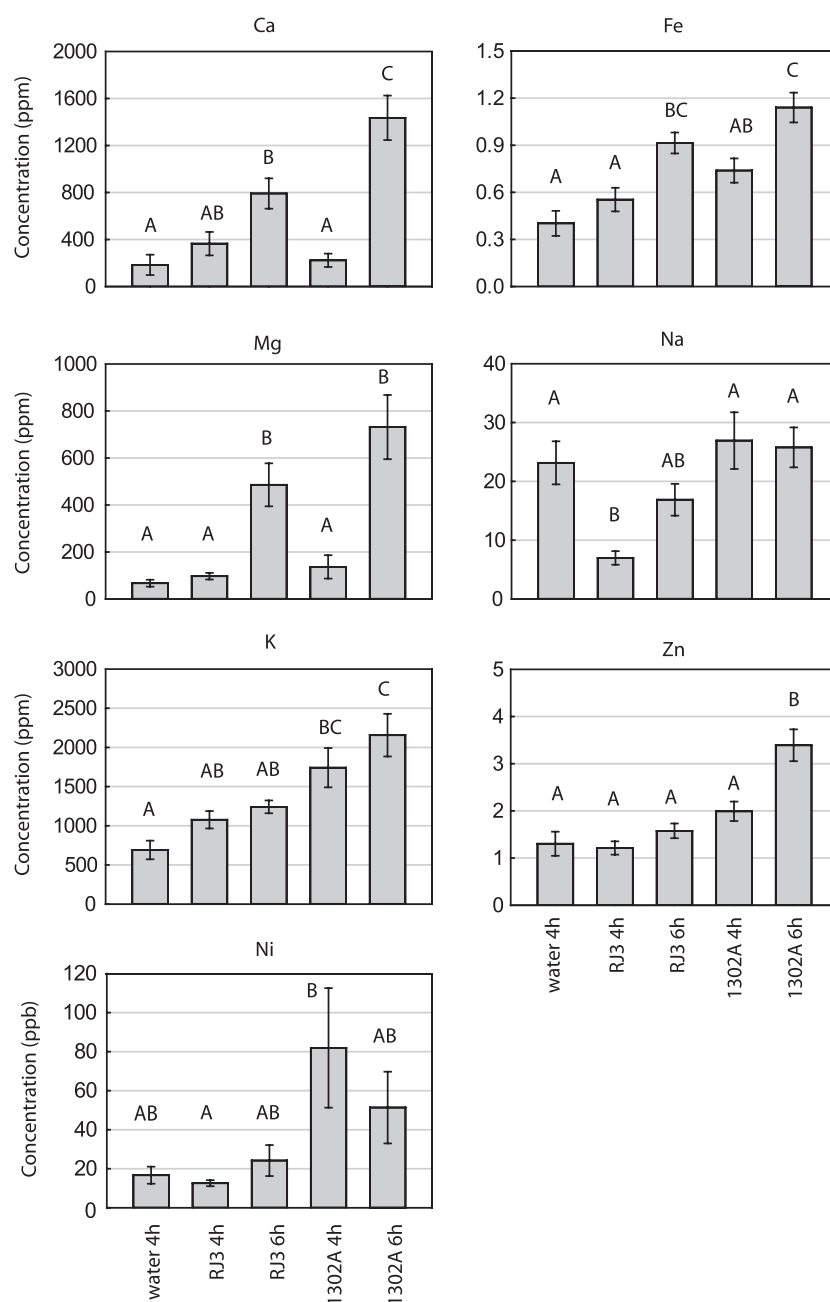 Ca
Concentration (ppm)
2000
1600
1200
800
400
0
A
AB
B
A
C
Fe
1.5
1.2
0.9
0.6
0.3
0.0
A
A
BC
AB
C
Mg
Concentration (ppm)
1000
800
600
400
200
0
A
A
B
A
B
Na
40
30
20
10
0
A
B
AB
A
A
K
Concentration (ppm)
3000
2500
2000
1500
1000
500
0
A
AB
AB
BC
C
Zn
5
4
3
2
1
0
A
A
A
A
B
water 4h
RJ3 4h
RJ3 6h
1302A 4h
1302A 6h
Ni
Concentration (ppb)
120
100
80
60
40
20
0
AB
A
AB
B
AB
water 4h
RJ3 4h
RJ3 6h
1302A 4h
1302A 6h